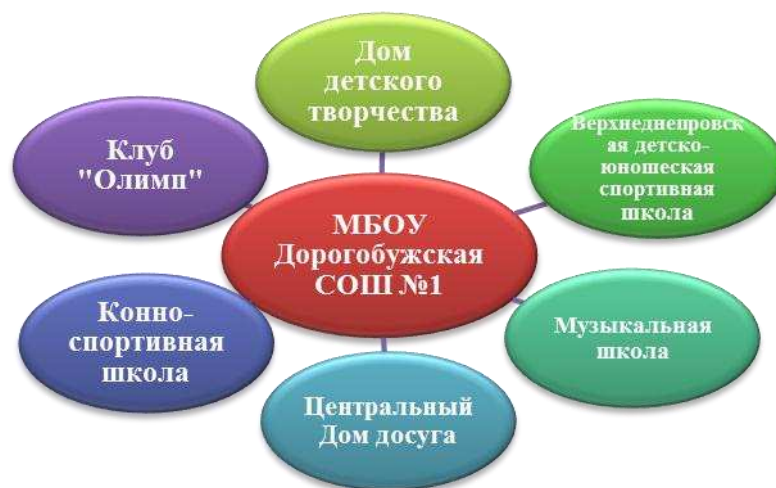 Дом
детского
творчества
Верхнеднепровск
ая детско-
юношеская
спортивная
школа
Музыкальная
школа
Центральный
Дом досуга
Конно-
спортивная
школа
Клуб
"Олимп"
МБОУ
Дорогобужская
СОШ №1